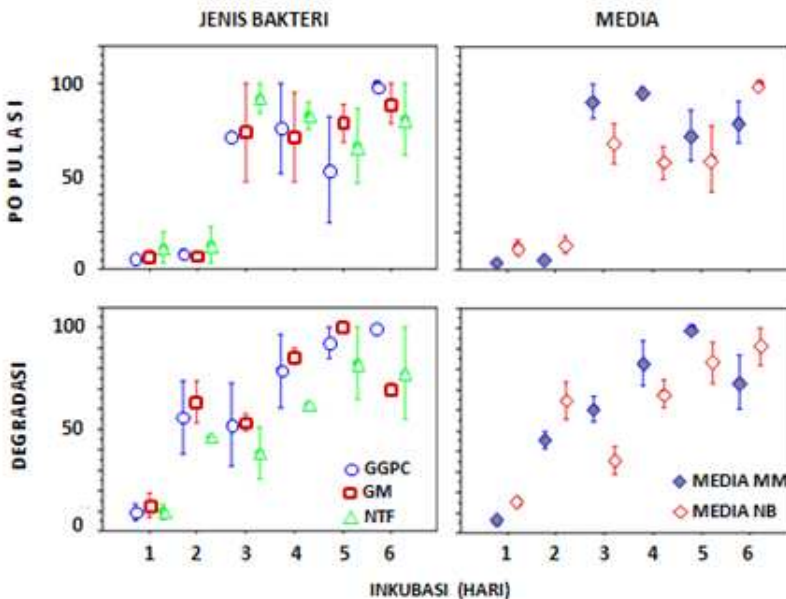 JENIS BAKTERI
MEDIA
POPULASI
100
50
0
DEGRADASI
100
50
0
GGPC
GM
NTF
MEDIA MM
MEDIA NB
1 2 3 4 5 6
1 2 3 4 5 6
INKUBASI (HARI)